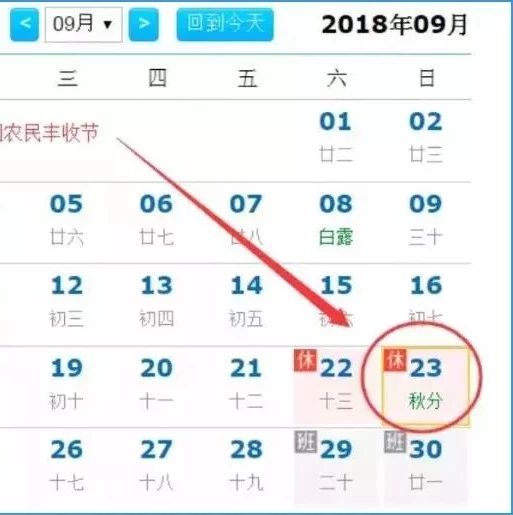 < 09月 ▼ > 回到今天 2018年09月
三 四 五 六 日
01 02
农民丰收节
廿二 廿三
05 06 07 08 09
廿六 廿七 廿八 白露 三十
12 13 14 15 16
初三 初四 初五 初六 初七
19 20 21 休 22 休 23
初十 十一 十二 十三 秋分
26 27 28 班 29 班 30
十七 十八 十九 二十 廿一